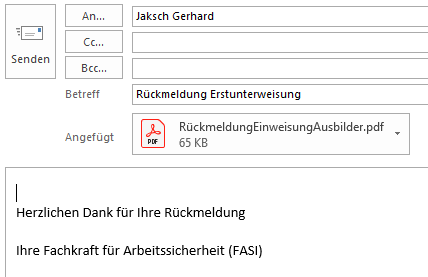 Senden
An...
Jaksch Gerhard
Cc...
Bcc...
Betreff
Rückmeldung Erstunterweisung
Angefügt
PDF
RückmeldungEinweisungAusbilder.pdf
65 KB
Herzlichen Dank für Ihre Rückmeldung
Ihre Fachkraft für Arbeitssicherheit (FASI)